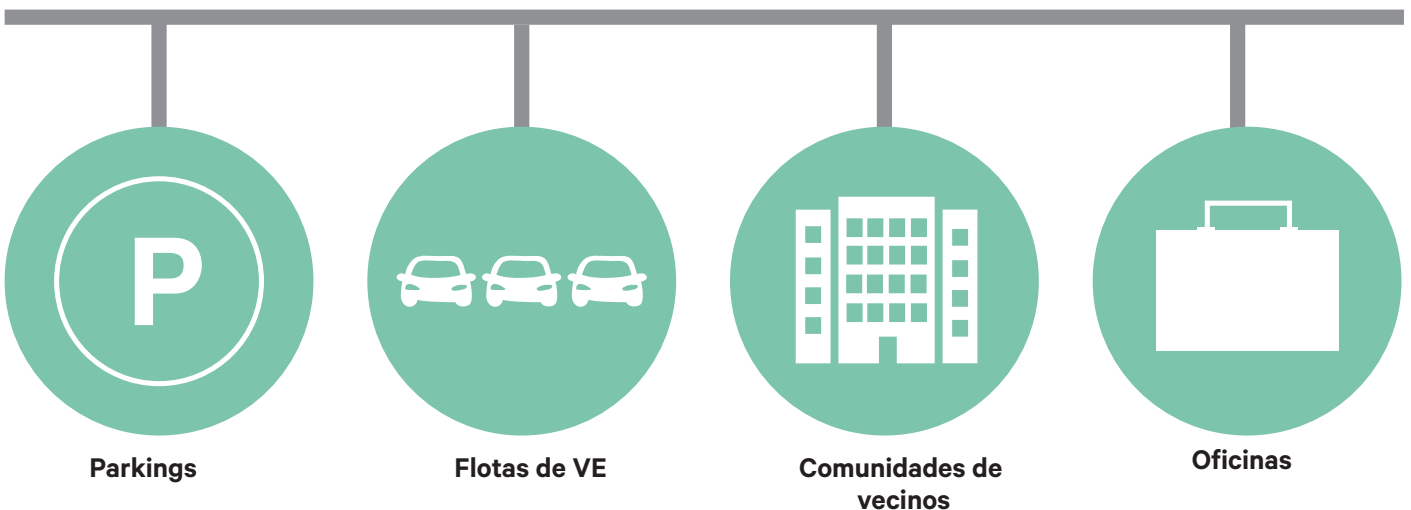 P
Parkings
Flotas de VE
Comunidades de
vecinos
Oficinas